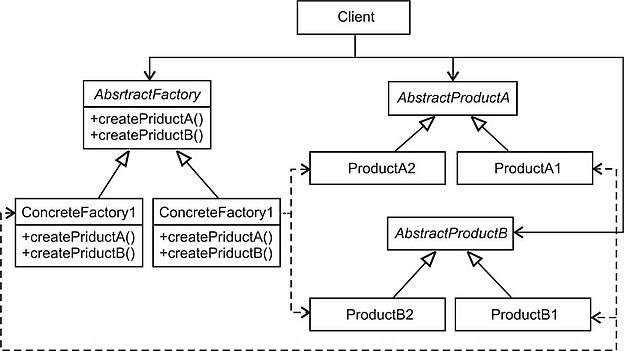 Client
AbsrtractFactory
+createPriductA()
+createPriductB()
AbstractProductA
ProductA2
ProductA1
ConcreteFactory1
+createPriductA()
+createPriductB()
ConcreteFactory1
+createPriductA()
+createPriductB()
AbstractProductB
ProductB2
ProductB1